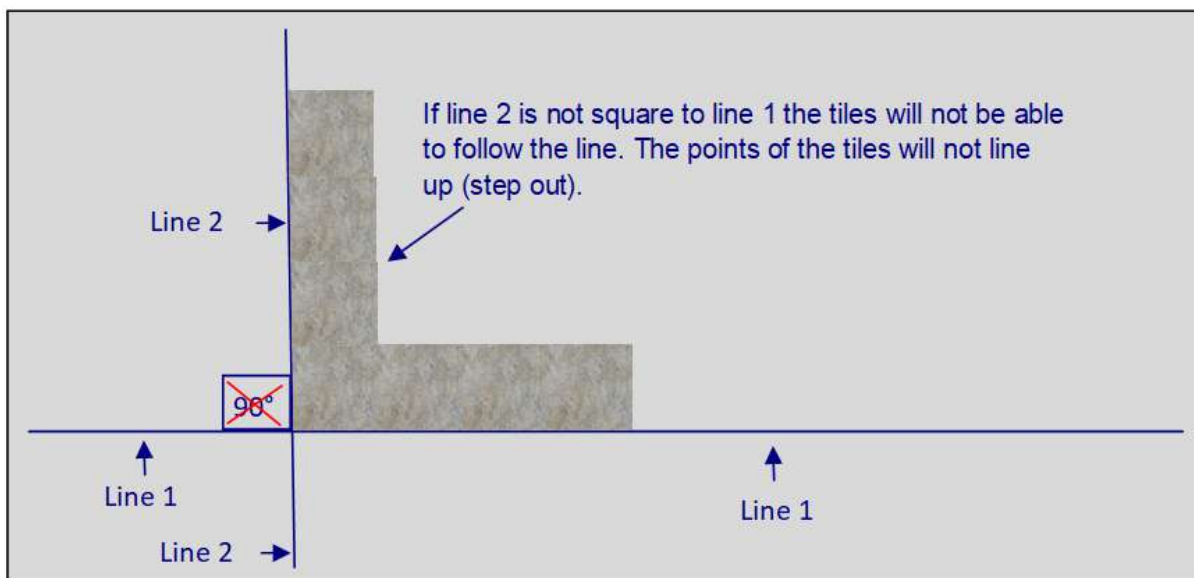 If line 2 is not square to line 1 the tiles will not be able
to follow the line. The points of the tiles will not line
up (step out).
Line 2
90°
Line 1
Line 1
Line 2